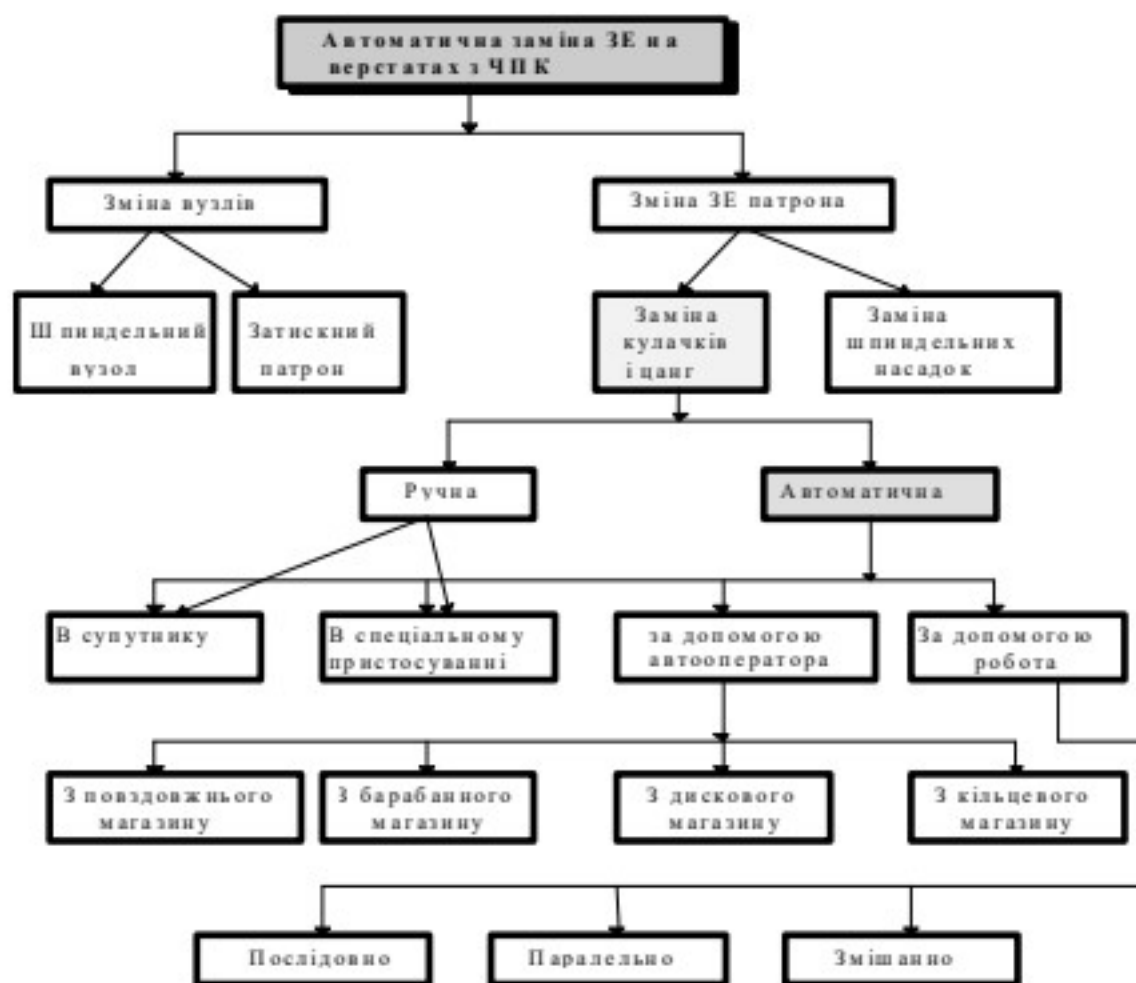 Автоматична заміна ЗЕ на
верстатах з ЧПК
Зміна вузлів
Зміна ЗЕ патрона
Шпиндельний
вузол
Затискний
патрон
Заміна
кулачків
і цанг
Заміна
шпиндельних
насадок
Ручна
Автоматична
В супутнику
В спеціальному
пристосуванні
за допомогою
автооператора
За допомогою
робота
З повздовжнього
магазину
З барабанного
магазину
З дискового
магазину
З кільцевого
магазину
Послідовно
Паралельно
Змішанно